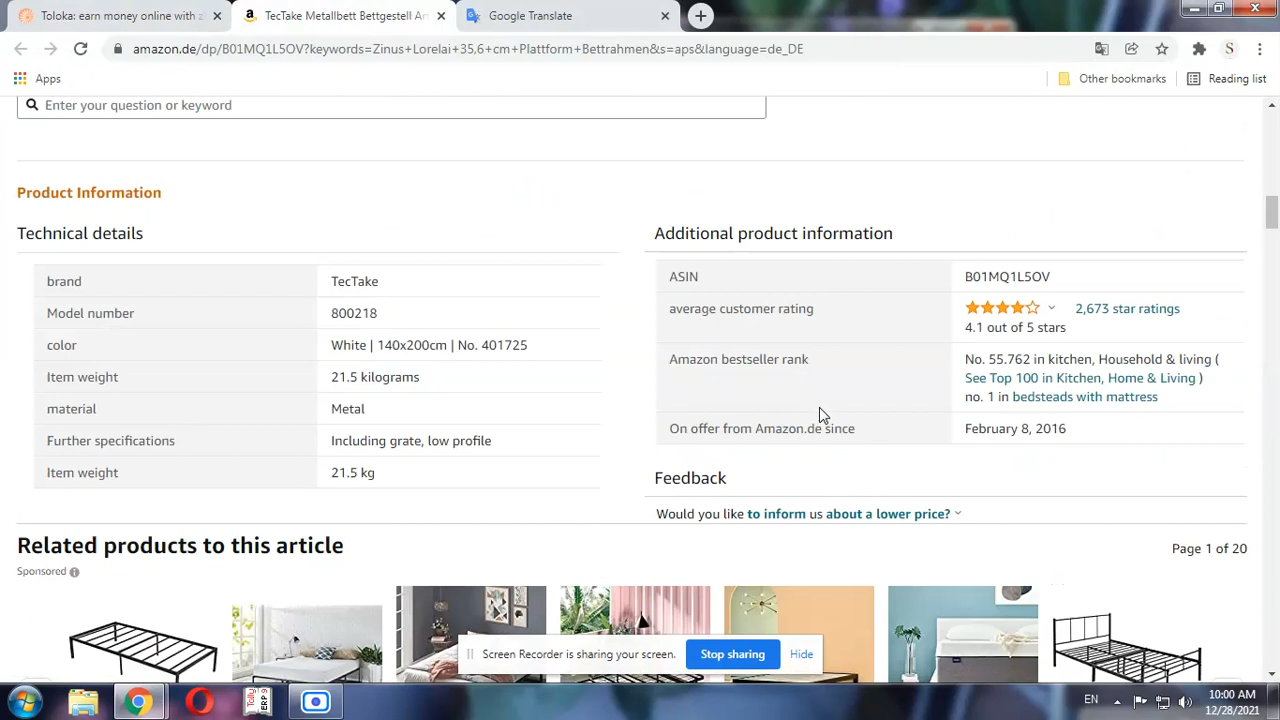 Toloka: earn money online with z
TecTake Metallbett Bettgestell Ar
Google Translate
amazon.de/dp/B01MQ1L5OV?keywords=Zinus+Lorelai+35,6+cm+Plattform+Bettrahmen&s=aps&language=de_DE
S
Apps
Other bookmarks
Reading list
Enter your question or keyword
Product Information
Technical details
brand TecTake
Model number 800218
color White | 140x200cm | No. 401725
Item weight 21.5 kilograms
material Metal
Further specifications Including grate, low profile
Item weight 21.5 kg
Additional product information
ASIN B01MQ1L5OV
average customer rating 2,673 star ratings
4.1 out of 5 stars
Amazon bestseller rank No. 55.762 in kitchen, Household & living (
See Top 100 in Kitchen, Home & Living )
no. 1 in bedsteads with mattress
On offer from Amazon.de since February 8, 2016
Feedback
Would you like to inform us about a lower price?
Related products to this article Page 1 of 20
Sponsored
Screen Recorder is sharing your screen. Stop sharing Hide
Tally
ERP 9
EN
10:00 AM
12/28/2021